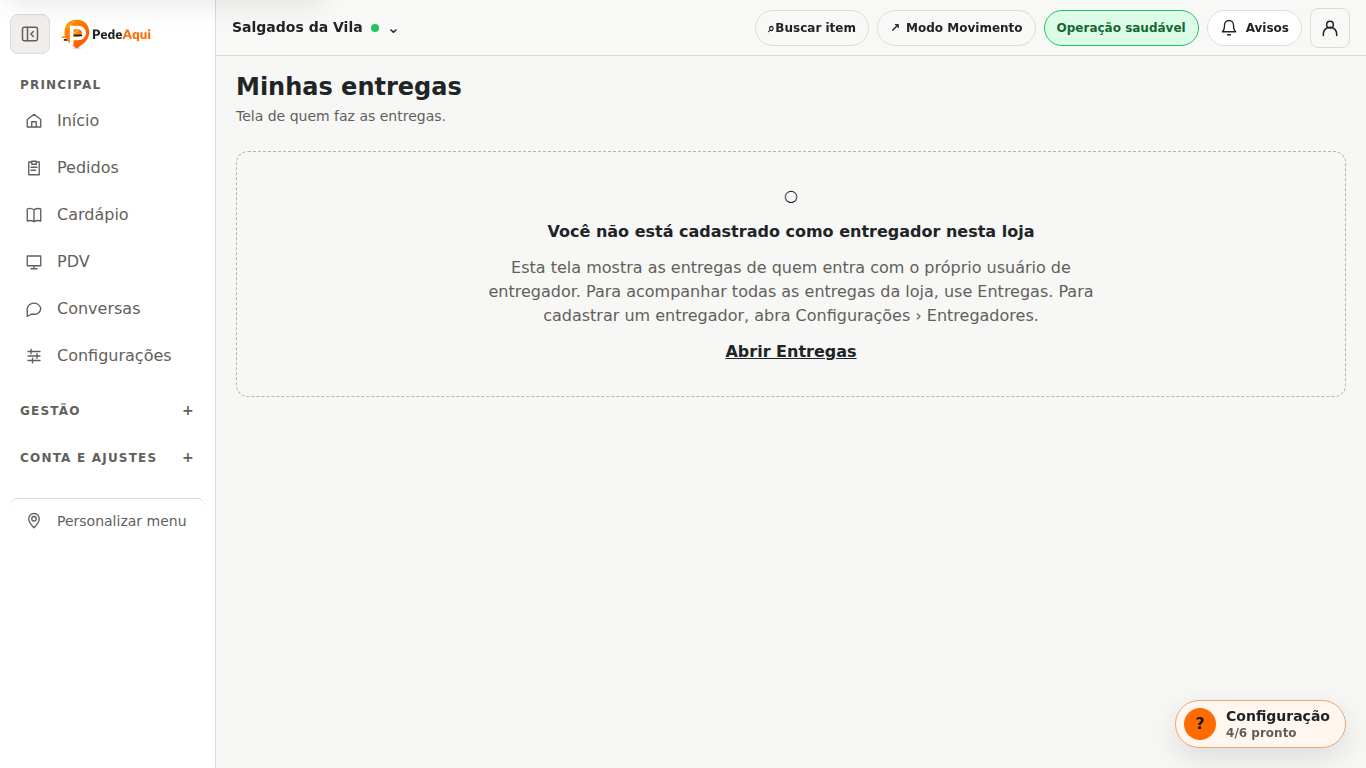 PedeAqui
Salgados da Vila
Buscar item
Modo Movimento
Operação saudável
Avisos
PRINCIPAL
Início
Pedidos
Cardápio
PDV
Conversas
Configurações
GESTÃO +
CONTA E AJUSTES +
Personalizar menu
Minhas entregas
Tela de quem faz as entregas.
Você não está cadastrado como entregador nesta loja
Esta tela mostra as entregas de quem entra com o próprio usuário de
entregador. Para acompanhar todas as entregas da loja, use Entregas. Para
cadastrar um entregador, abra Configurações › Entregadores.
Abrir Entregas
?
Configuração
4/6 pronto